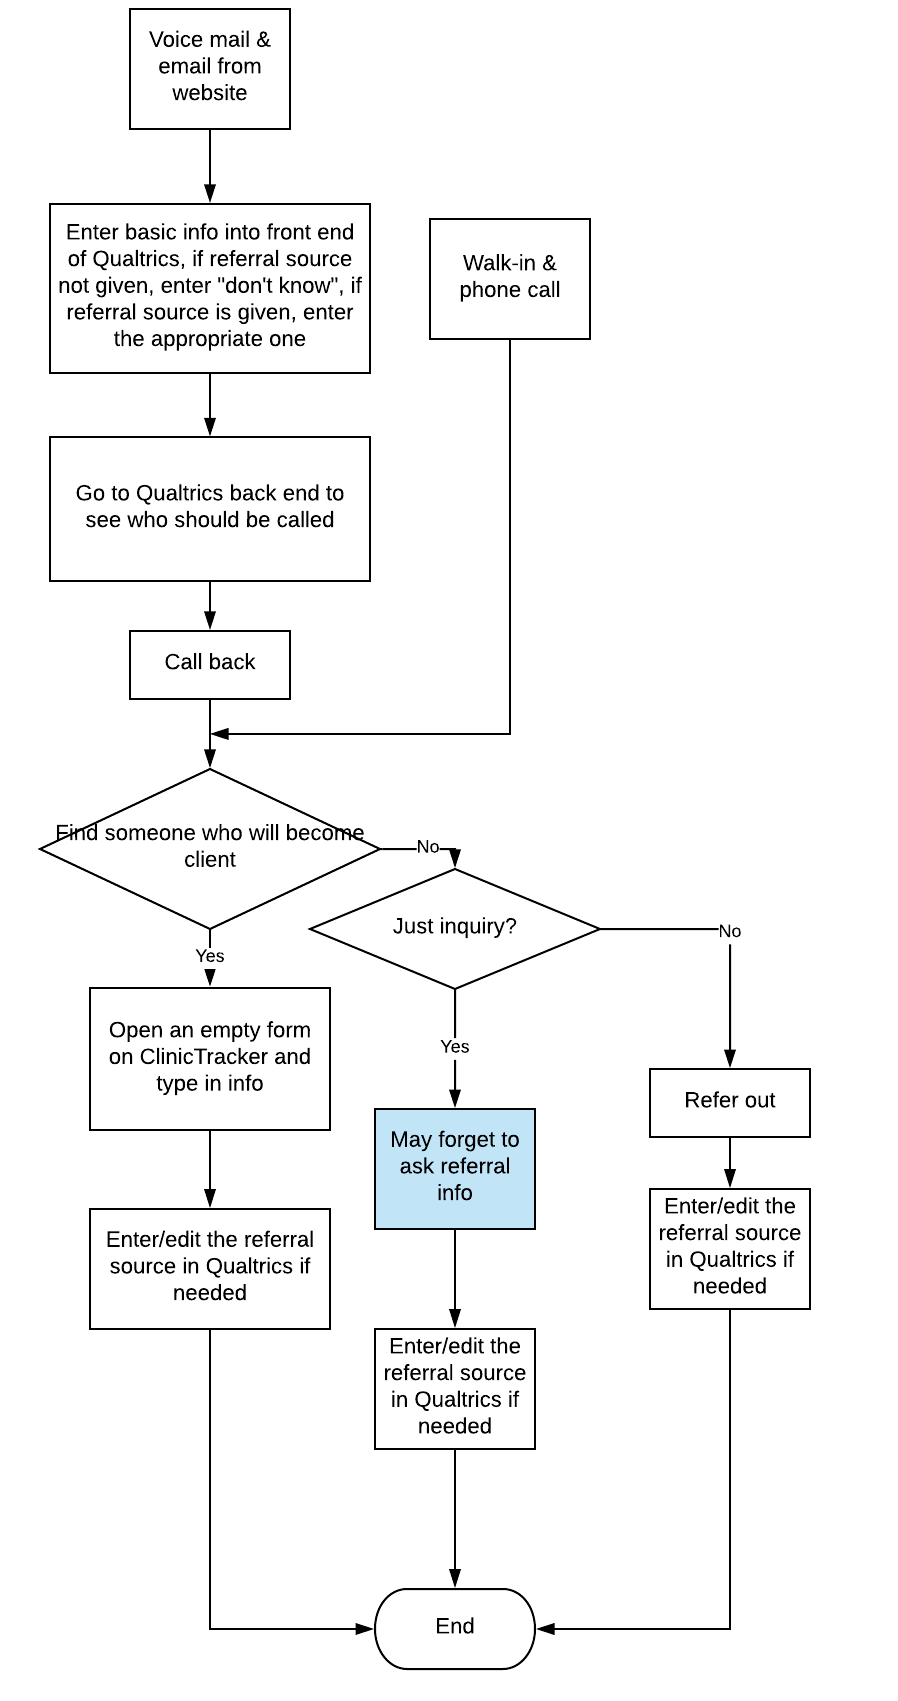 Voice mail &
email from
website
Enter basic info into front end
of Qualtrics, if referral source
not given, enter "don't know", if
referral source is given, enter
the appropriate one
Walk-in &
phone call
Go to Qualtrics back end to
see who should be called
Call back
Find someone who will become
client
No
Just inquiry?
No
Yes
Open an empty form
on ClinicTracker and
type in info
Yes
Refer out
May forget to
ask referral
info
Enter/edit the referral
source in Qualtrics if
needed
Enter/edit the
referral source
in Qualtrics if
needed
Enter/edit the
referral source
in Qualtrics if
needed
End